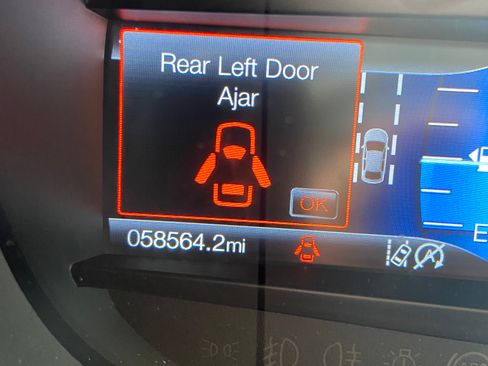 Rear Left Door
Ajar
OK
058564.2mi
E